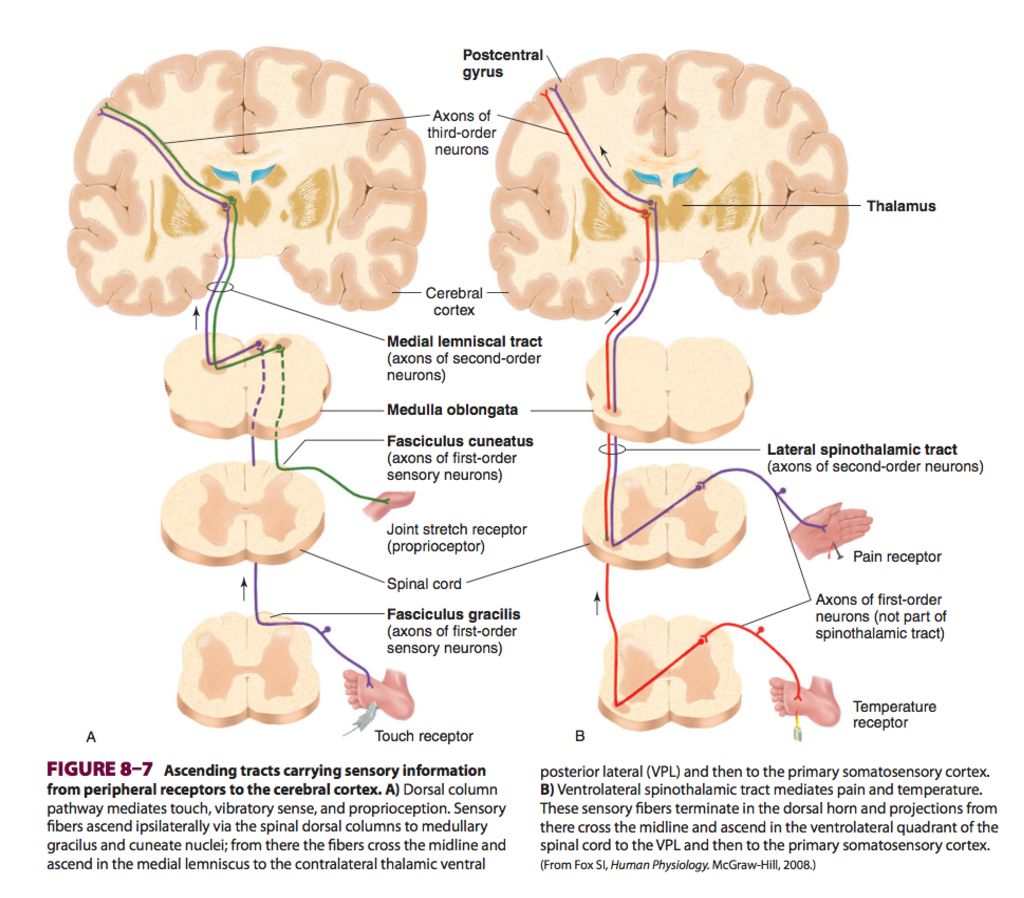 Postcentral
gyrus
Axons of
third-order
neurons
Thalamus
Cerebral
cortex
Medial lemniscal tract
(axons of second-order
neurons)
Medulla oblongata
Fasciculus cuneatus
(axons of first-order
sensory neurons)
Lateral spinothalamic tract
(axons of second-order neurons)
Joint stretch receptor
(proprioceptor)
Pain receptor
Spinal cord
Axons of first-order
neurons (not part of
spinothalamic tract)
Fasciculus gracilis
(axons of first-order
sensory neurons)
Temperature
receptor
A
Touch receptor
B
FIGURE 8–7 Ascending tracts carrying sensory information
from peripheral receptors to the cerebral cortex. A) Dorsal column
pathway mediates touch, vibratory sense, and proprioception. Sensory
fibers ascend ipsilaterally via the spinal dorsal columns to medullary
gracilus and cuneate nuclei; from there the fibers cross the midline and
ascend in the medial lemniscus to the contralateral thalamic ventral
posterior lateral (VPL) and then to the primary somatosensory cortex.
B) Ventrolateral spinothalamic tract mediates pain and temperature.
These sensory fibers terminate in the dorsal horn and projections from
there cross the midline and ascend in the ventrolateral quadrant of the
spinal cord to the VPL and then to the primary somatosensory cortex.
(From Fox SI, Human Physiology. McGraw-Hill, 2008.)